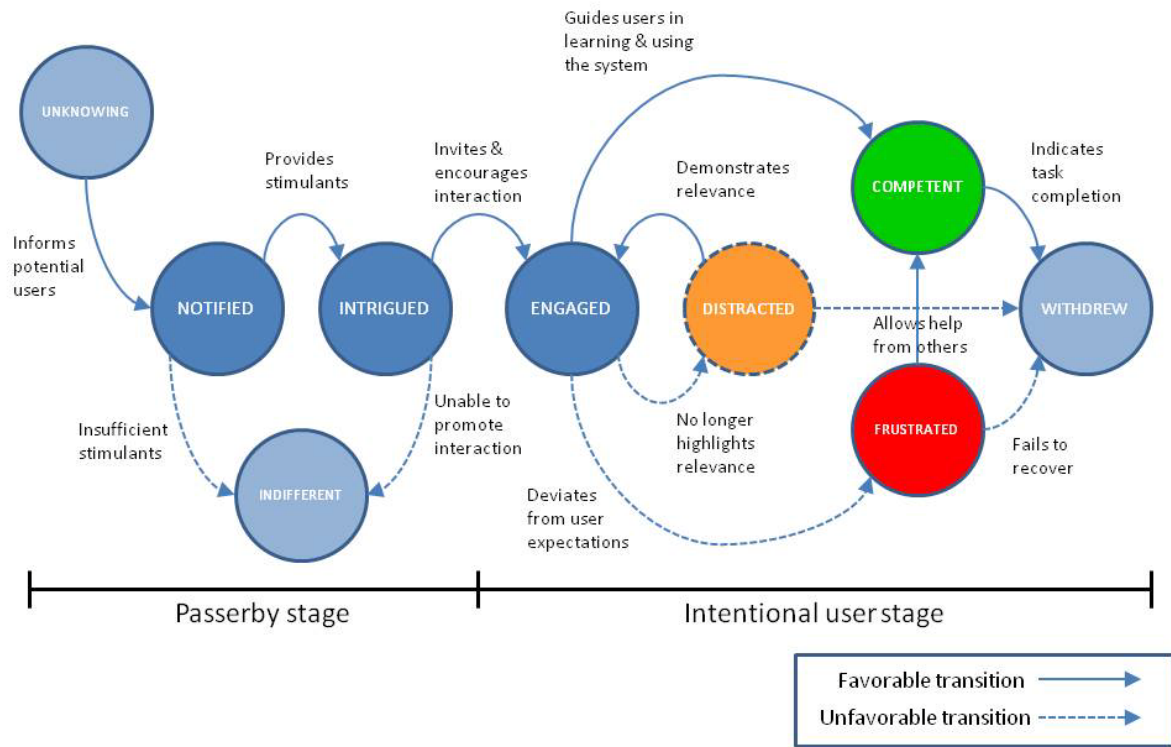 Guides users in
learning & using
the system
UNKNOWING
Provides
stimulants
Invites &
encourages
interaction
Demonstrates
relevance
COMPETENT
Indicates
task
completion
Informs
potential
users
NOTIFIED
INTRIGUED
ENGAGED
DISTRACTED
WITHDREW
Allows help
from others
Insufficient
stimulants
Unable to
promote
interaction
No longer
highlights
relevance
FRUSTRATED
Fails to
recover
INDIFFERENT
Deviates
from user
expectations
Passerby stage
Intentional user stage
Favorable transition
Unfavorable transition